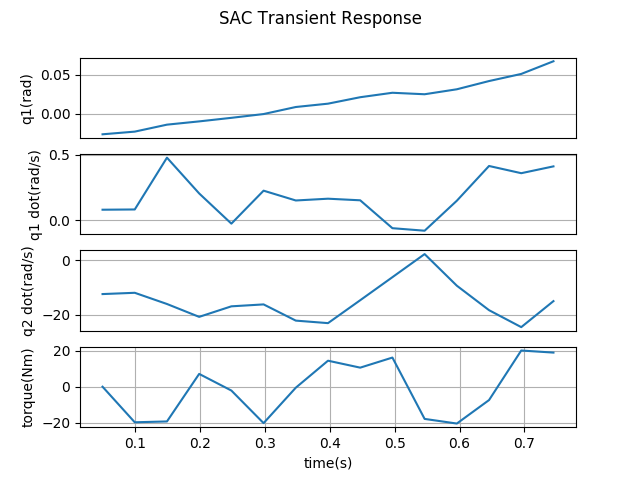 SAC Transient Response
q1(rad)
0.05
0.00
q1 dot(rad/s)
0.5
0.0
q2 dot(rad/s)
0
−20
torque(Nm)
20
0
−20
0.1 0.2 0.3 0.4 0.5 0.6 0.7
time(s)